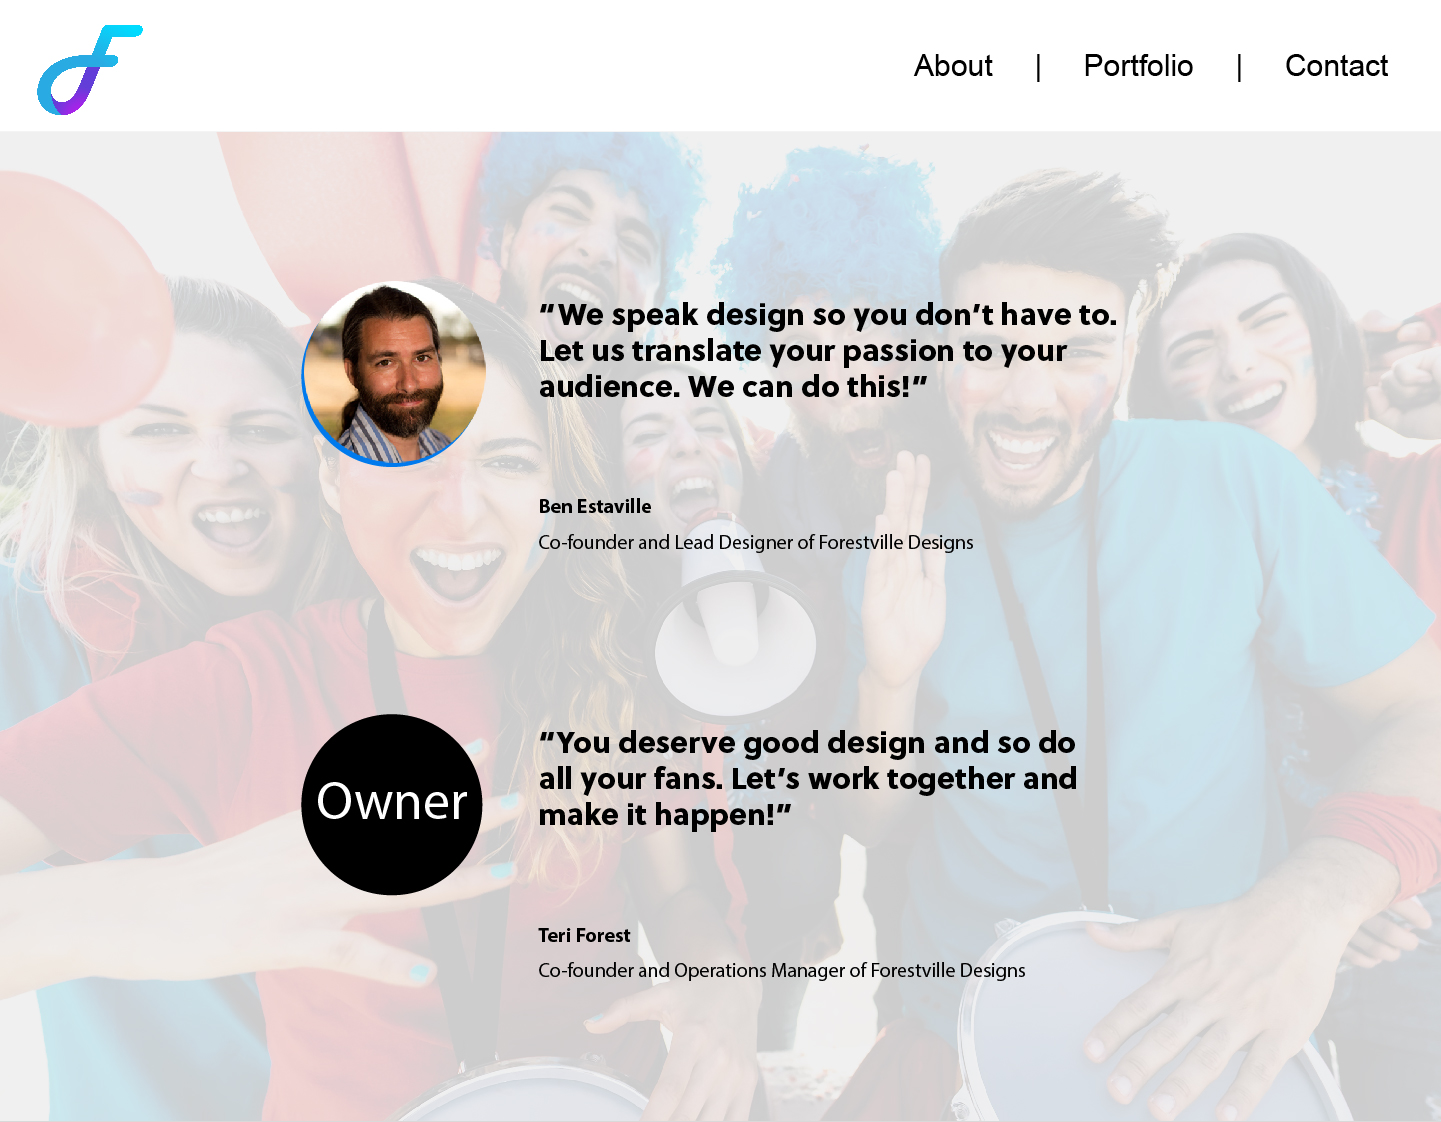 About | Portfolio | Contact
“We speak design so you don’t have to.
Let us translate your passion to your
audience. We can do this!”
Ben Estaville
Co-founder and Lead Designer of Forestville Designs
Owner
“You deserve good design and so do
all your fans. Let’s work together and
make it happen!”
Teri Forest
Co-founder and Operations Manager of Forestville Designs